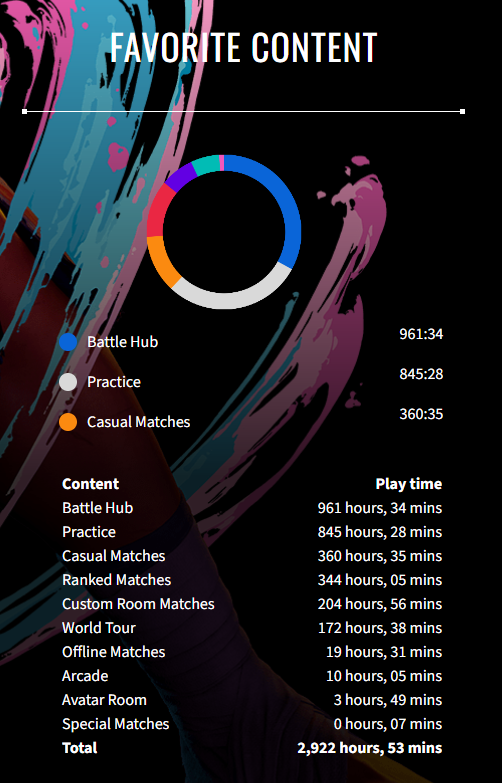 FAVORITE CONTENT
Battle Hub 961:34
Practice 845:28
Casual Matches 360:35
Content Play time
Battle Hub 961 hours, 34 mins
Practice 845 hours, 28 mins
Casual Matches 360 hours, 35 mins
Ranked Matches 344 hours, 05 mins
Custom Room Matches 204 hours, 56 mins
World Tour 172 hours, 38 mins
Offline Matches 19 hours, 31 mins
Arcade 10 hours, 05 mins
Avatar Room 3 hours, 49 mins
Special Matches 0 hours, 07 mins
Total 2,922 hours, 53 mins